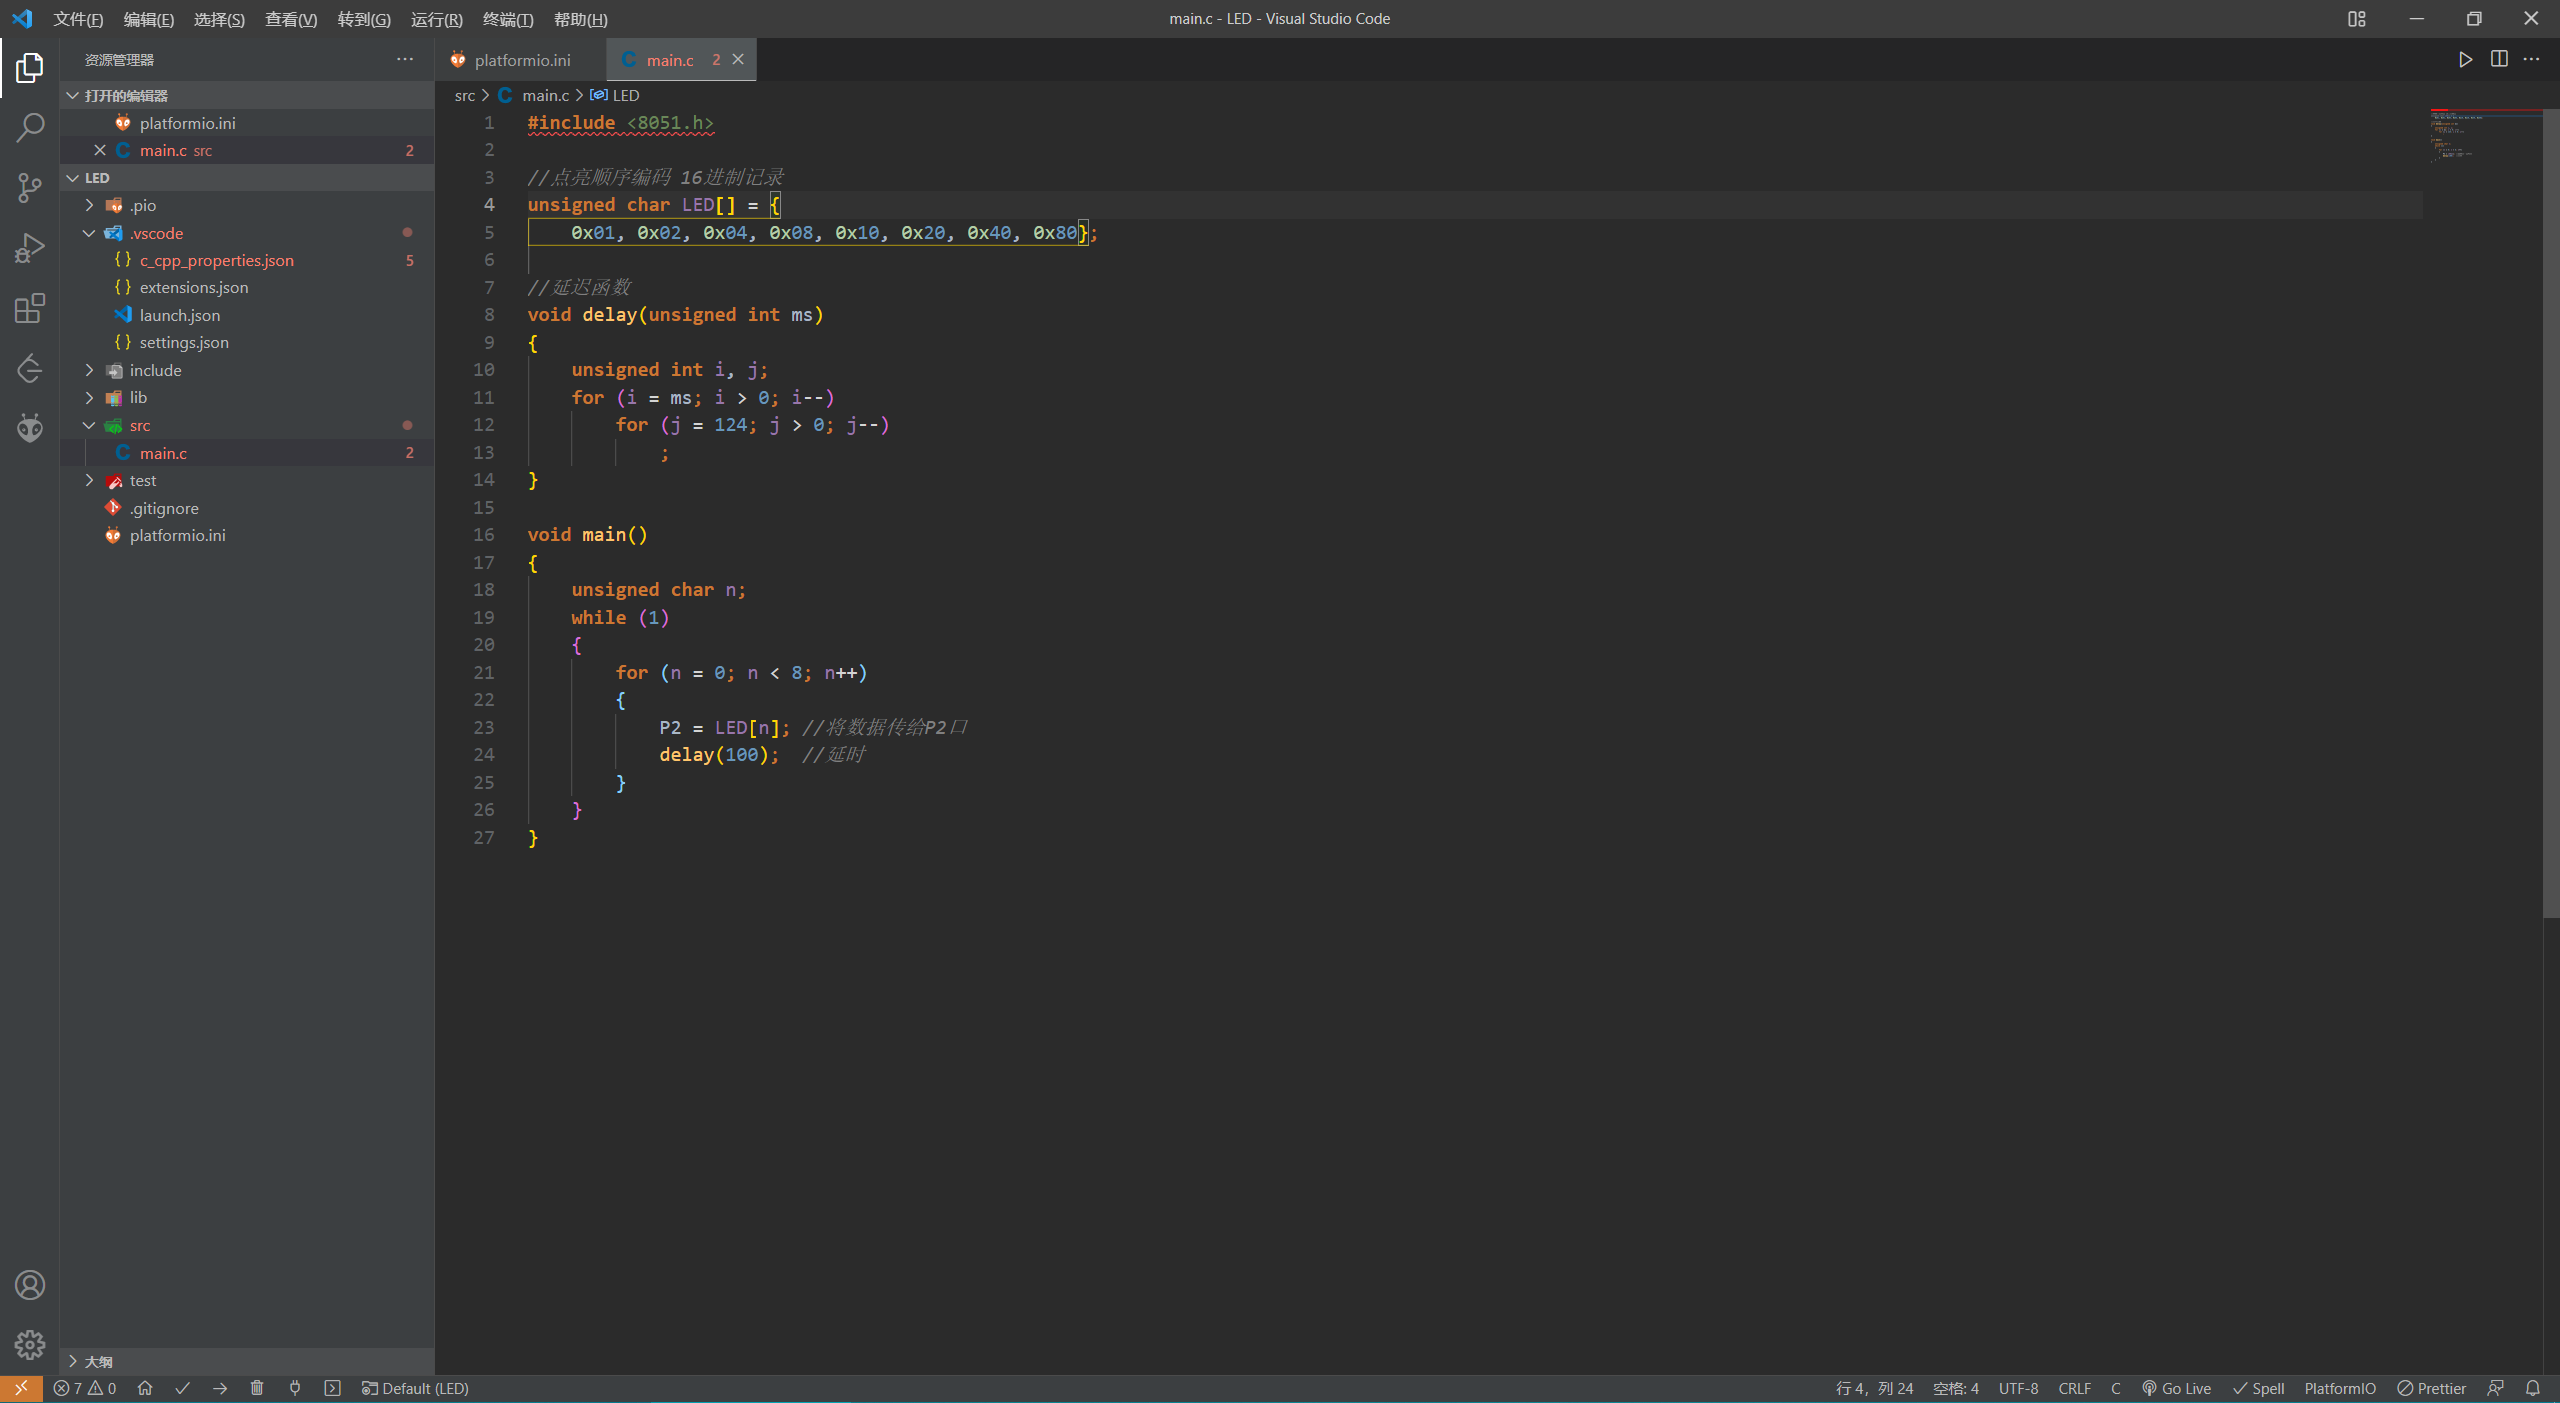 文件(F) 编辑(E) 选择(S) 查看(V) 转到(G) 运行(R) 终端(T) 帮助(H)
main.c - LED - Visual Studio Code
资源管理器
打开的编辑器
platformio.ini
main.c src 2
LED
.pio
.vscode
c_cpp_properties.json 5
extensions.json
launch.json
settings.json
include
lib
src
main.c 2
test
.gitignore
platformio.ini
大纲
platformio.ini
main.c 2
src > main.c > LED
1 #include <8051.h>
2
3 //点亮顺序编码 16进制记录
4 unsigned char LED[] = {
5     0x01, 0x02, 0x04, 0x08, 0x10, 0x20, 0x40, 0x80};
6
7 //延迟函数
8 void delay(unsigned int ms)
9 {
10     unsigned int i, j;
11     for (i = ms; i > 0; i--)
12         for (j = 124; j > 0; j--)
13             ;
14 }
15
16 void main()
17 {
18     unsigned char n;
19     while (1)
20     {
21         for (n = 0; n < 8; n++)
22         {
23             P2 = LED[n]; //将数据传给P2口
24             delay(100);  //延时
25         }
26     }
27 }
7 0 Default (LED)
行 4，列 24 空格: 4 UTF-8 CRLF C Go Live Spell PlatformIO Prettier